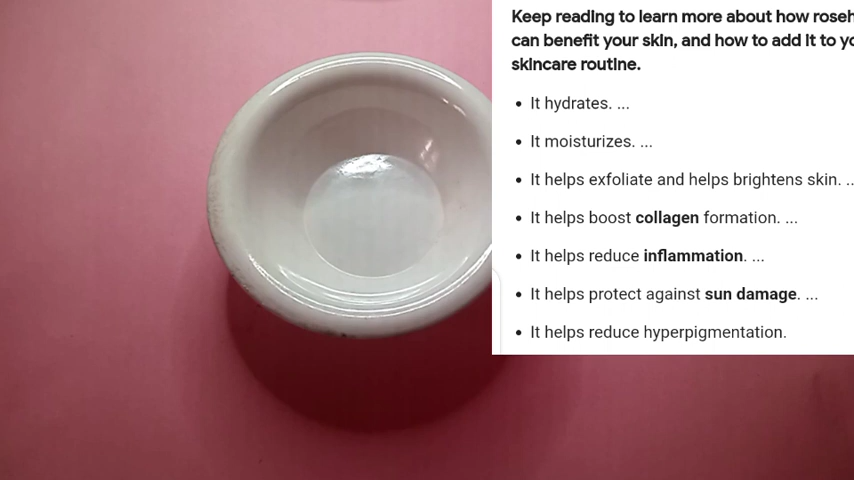 Keep reading to learn more about how
can benefit your skin, and how to add it to
skincare routine.
• It hydrates. ...
• It moisturizes. ...
• It helps exfoliate and helps brightens skin. ..
• It helps boost collagen formation. ...
• It helps reduce inflammation. ...
• It helps protect against sun damage. ...
• It helps reduce hyperpigmentation.